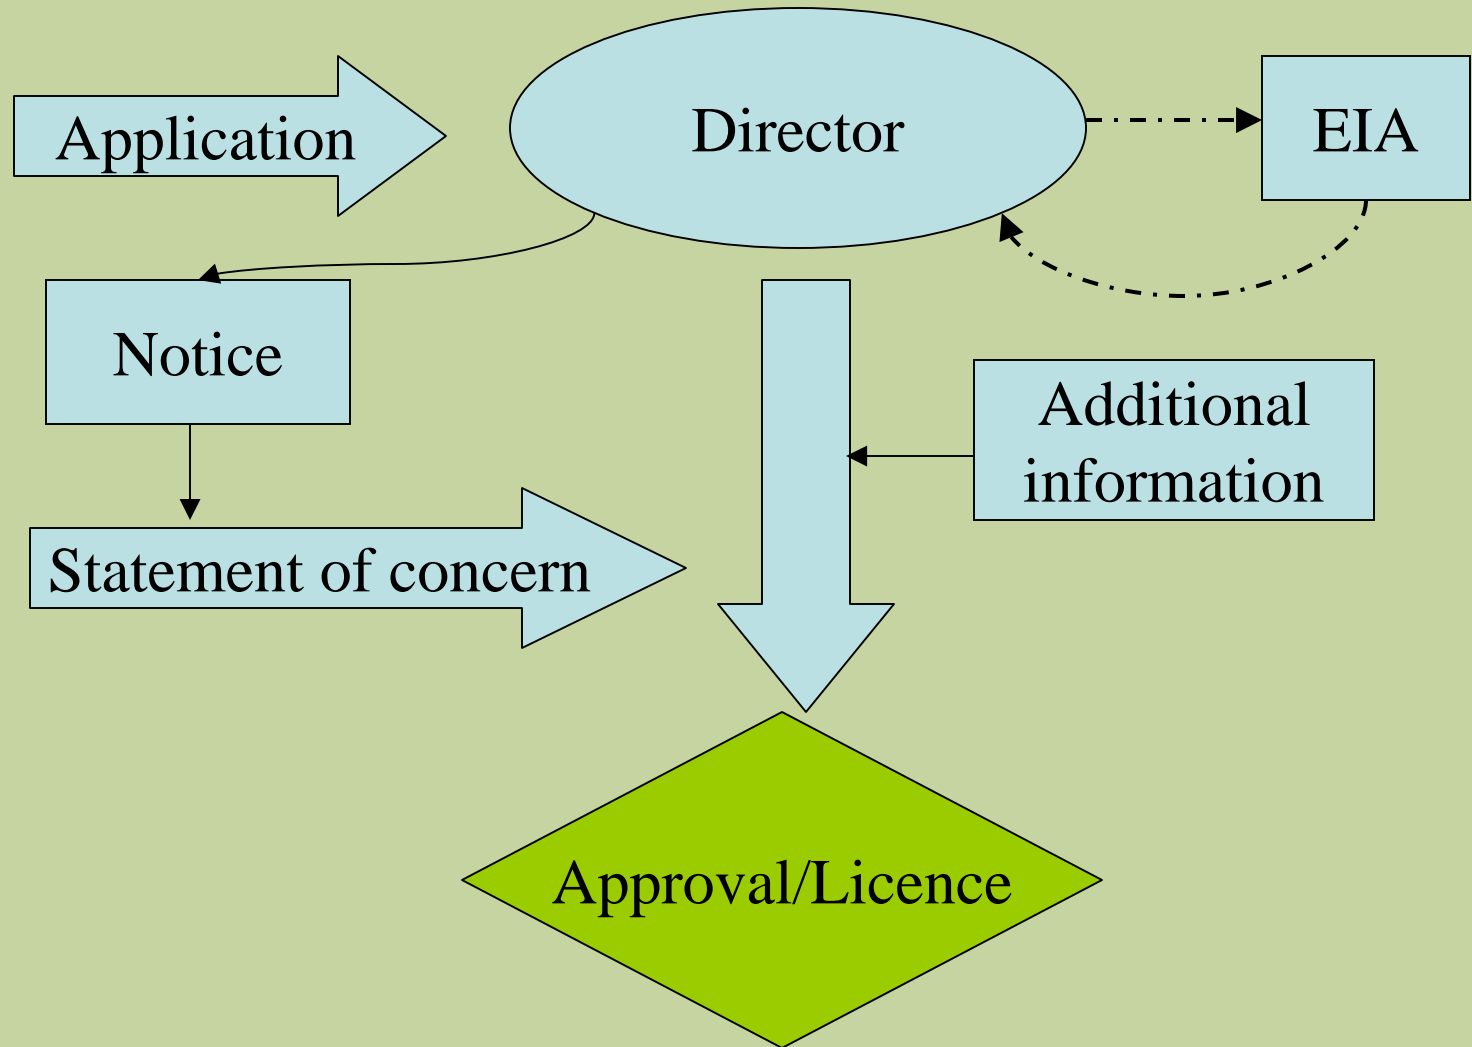 Application
Director
EIA
Notice
Additional
information
Statement of concern
Approval/Licence